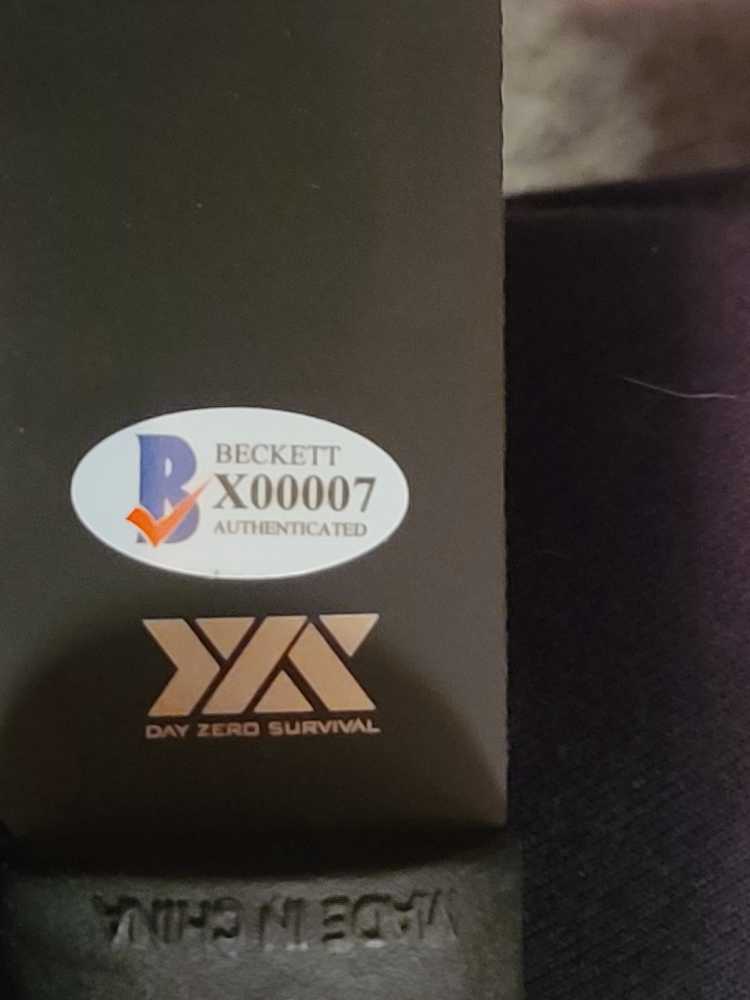 BECKETT
X00007
AUTHENTICATED
DAY ZERO SURVIVAL
MADE IN CHINA